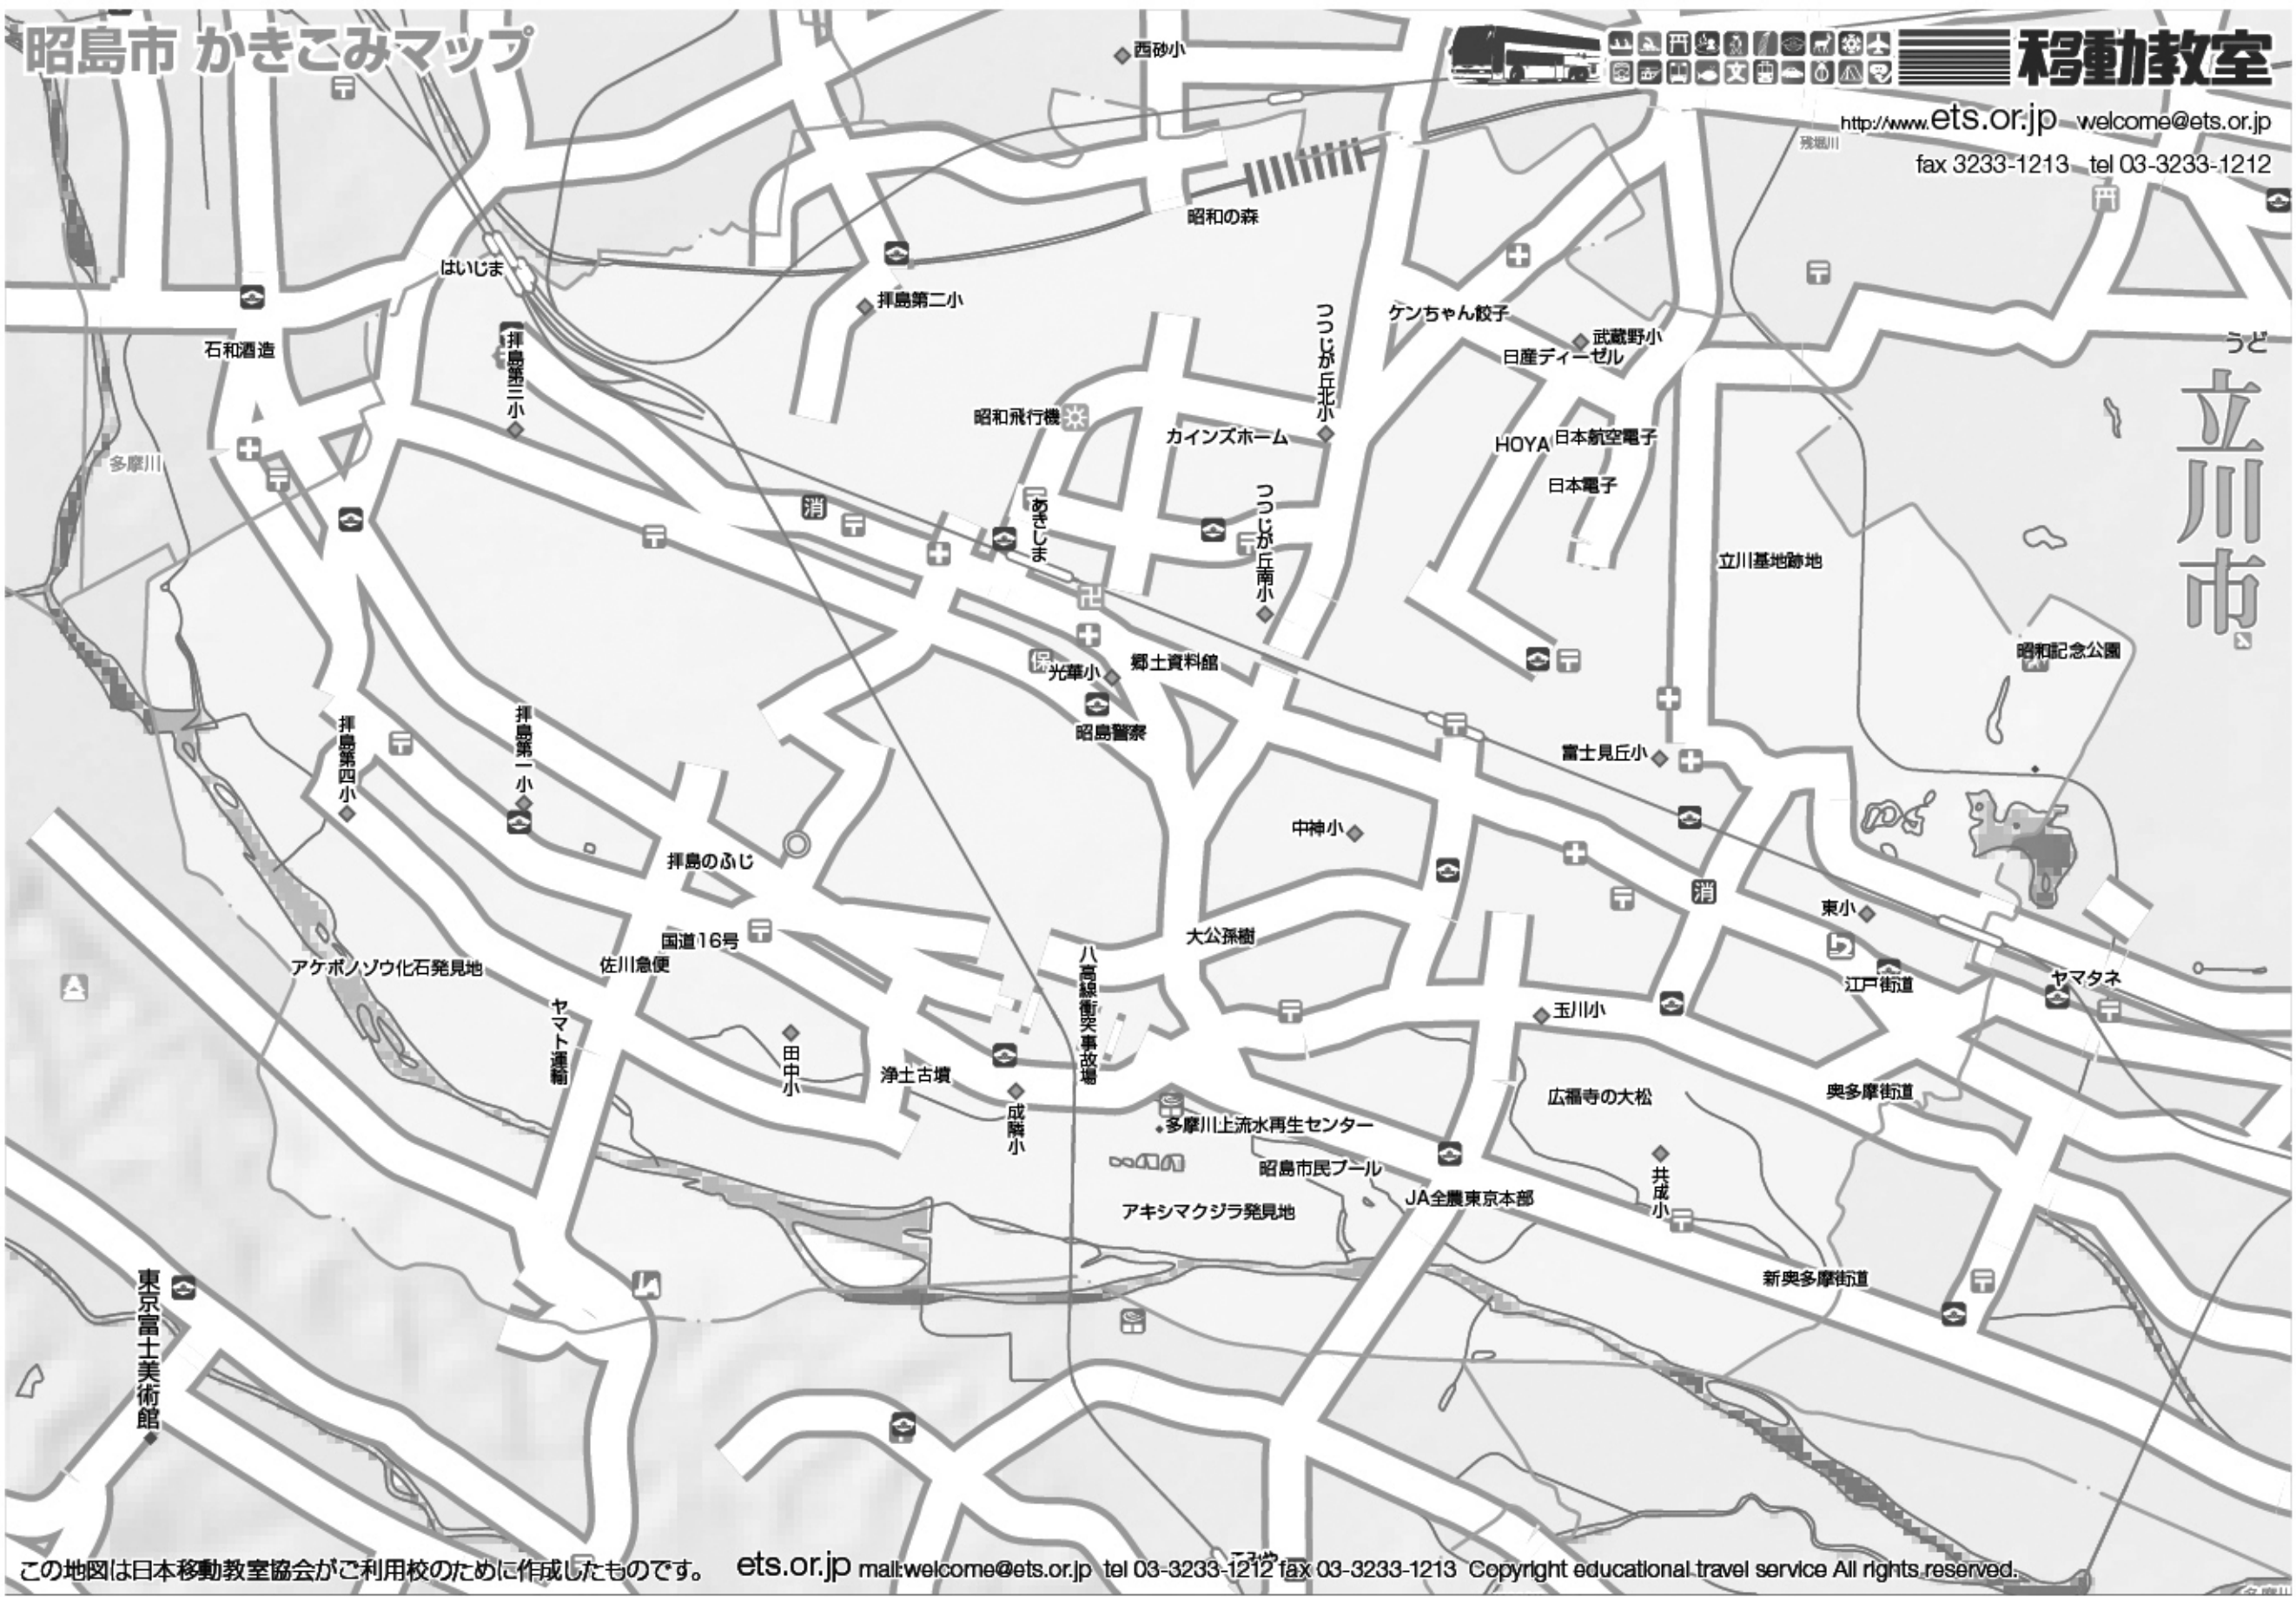 昭島市 かきこみマップ
移動教室
http://www.ets.or.jp welcome@ets.or.jp
fax 3233-1213 tel 03-3233-1212
西砂小
残堀川
昭和の森
はいじま
拝島第二小
石和酒造
拝島第三小
つつじが丘北小
ケンちゃん餃子
武蔵野小
日産ディーゼル
うど
立川市
昭和飛行機
カインズホーム
HOYA
日本航空電子
日本電子
多摩川
消
あきしま
つつじが丘南小
立川基地跡地
卍
保
光華小
郷土資料館
昭島警察
昭和記念公園
富士見丘小
拝島第四小
拝島第一小
中神小
拝島のふじ
消
東小
国道16号
佐川急便
大公孫樹
八高線衝突事故場
アケボノゾウ化石発見地
江戸街道
ヤマタネ
ヤマト運輸
田中小
浄土古墳
成隣小
玉川小
広福寺の大松
奥多摩街道
多摩川上流水再生センター
昭島市民プール
JA全農東京本部
共成小
アキシマクジラ発見地
新奥多摩街道
東京富士美術館
この地図は日本移動教室協会がご利用校のために作成したものです。 ets.or.jp mail:welcome@ets.or.jp tel 03-3233-1212 fax 03-3233-1213 Copyright educational travel service All rights reserved.
多摩川